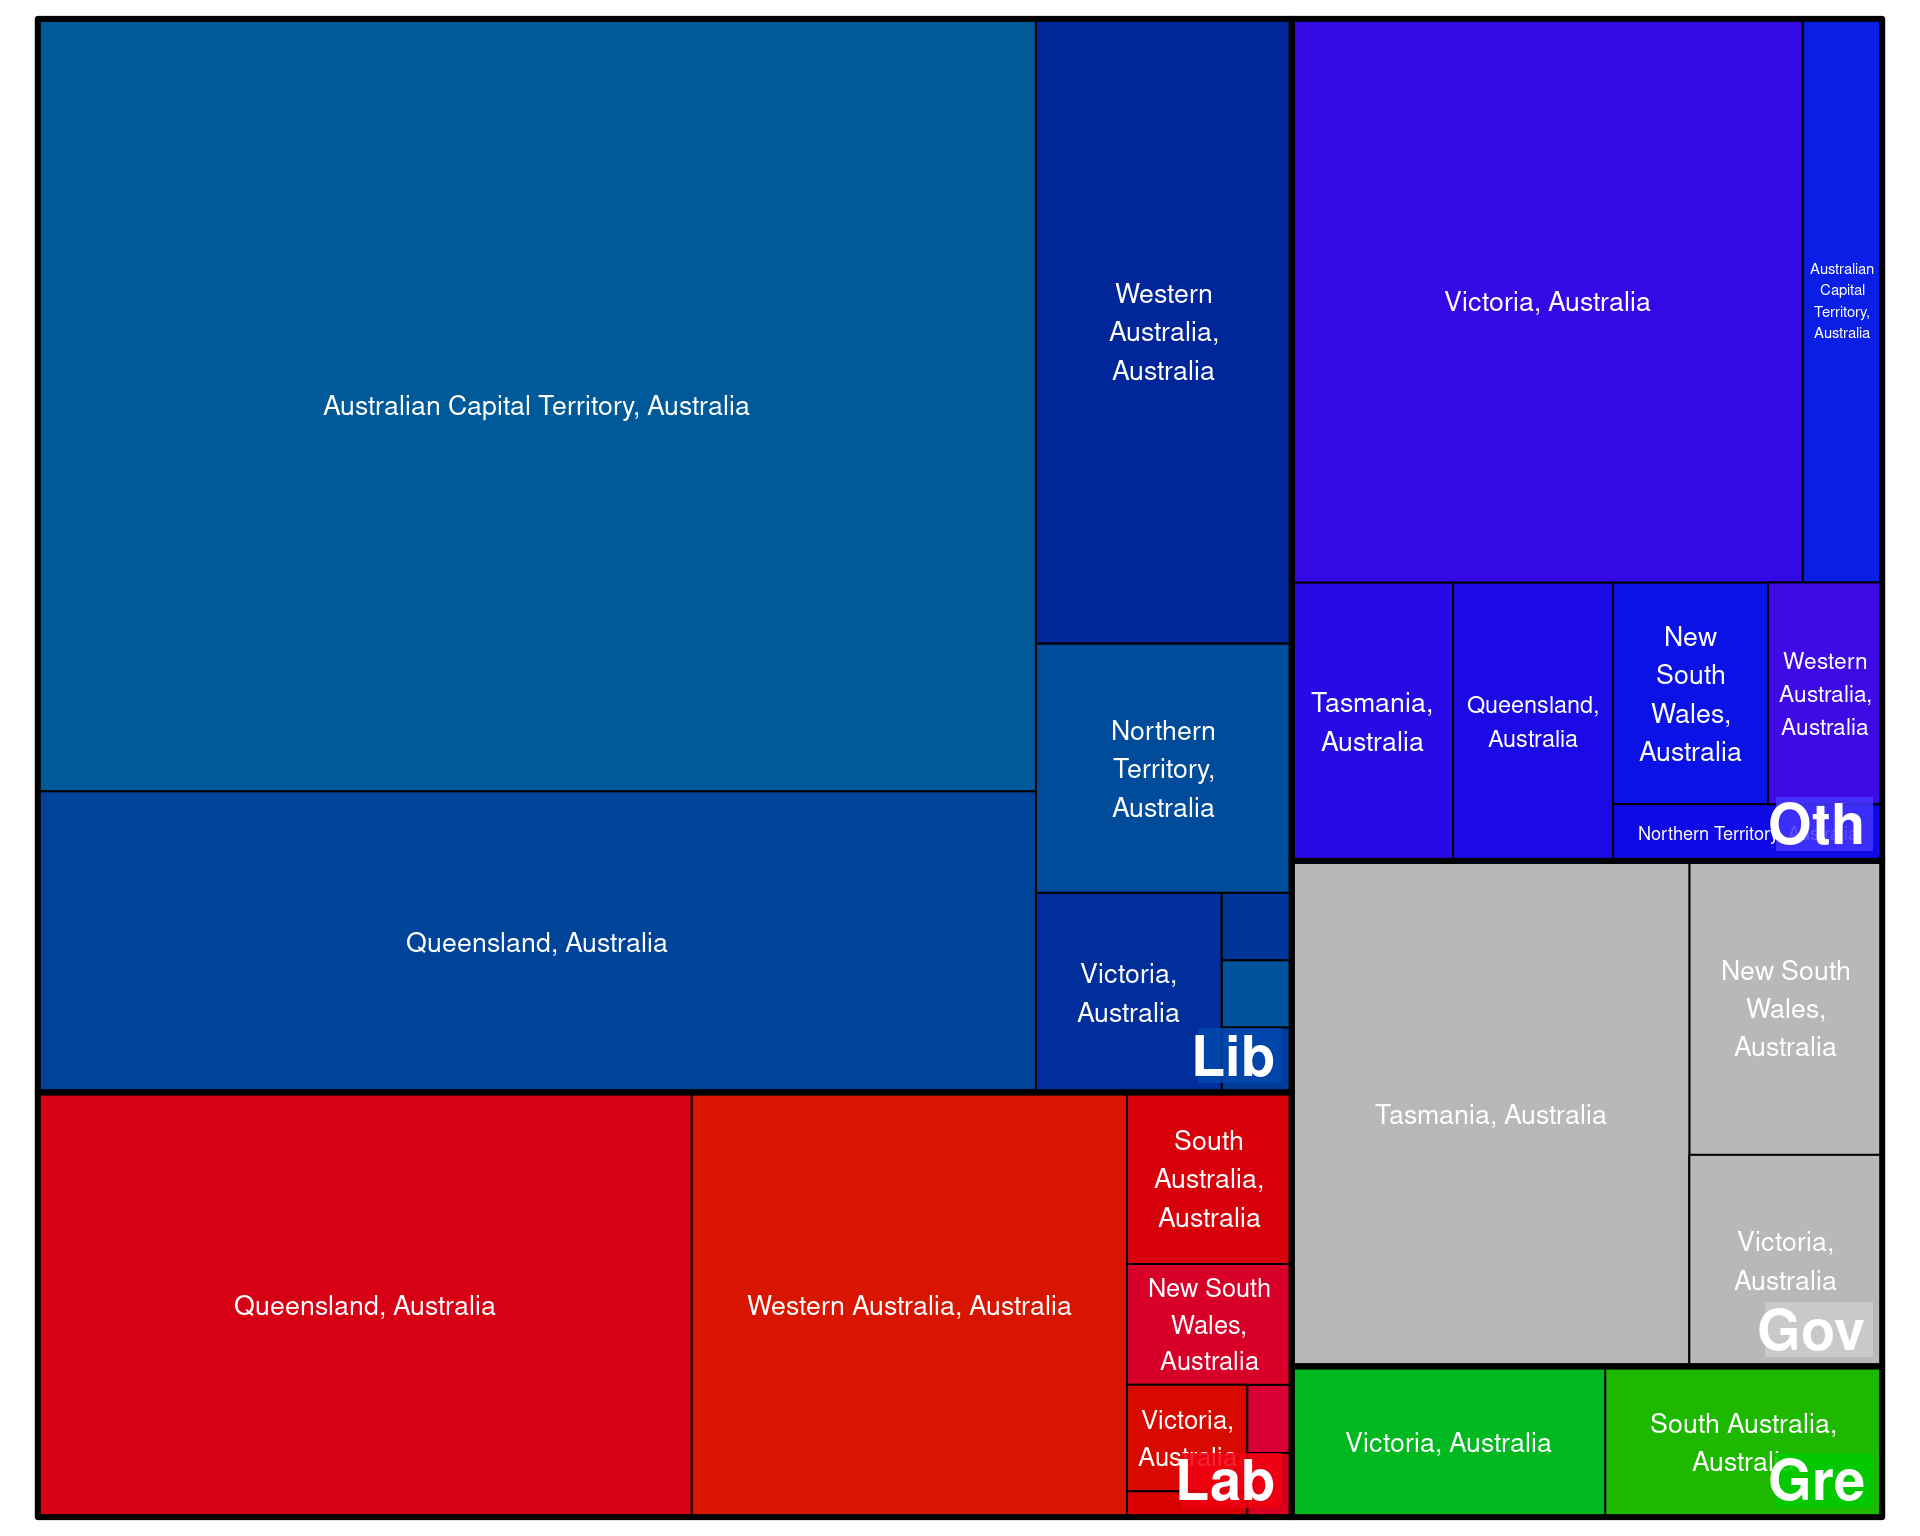 Australian Capital Territory, Australia
Western
Australia,
Australia
Northern
Territory,
Australia
Queensland, Australia
Victoria,
Australia
Lib
Queensland, Australia
Western Australia, Australia
South
Australia,
Australia
New South
Wales,
Australia
Victoria,
Australia
Lab
Victoria, Australia
Australian
Capital
Territory,
Australia
Tasmania,
Australia
Queensland,
Australia
New
South
Wales,
Australia
Western
Australia,
Australia
Northern Territory, Australia
Oth
Tasmania, Australia
New South
Wales,
Australia
Victoria,
Australia
Gov
Victoria, Australia
South Australia,
Australia
Gre